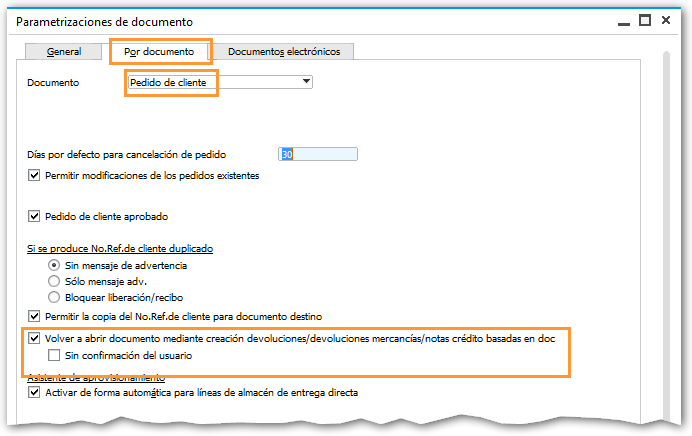 Parametrizaciones de documento
General
Por documento
Documentos electrónicos
Documento
Pedido de cliente
Días por defecto para cancelación de pedido
30
Permitir modificaciones de los pedidos existentes
Pedido de cliente aprobado
Si se produce No.Ref.de cliente duplicado
Sin mensaje de advertencia
Sólo mensaje adv.
Bloquear liberación/recibo
Permitir la copia del No.Ref.de cliente para documento destino
Volver a abrir documento mediante creación devoluciones/devoluciones mercancías/notas crédito basadas en doc
Sin confirmación del usuario
Asistente de aprovisionamiento
Activar de forma automática para líneas de almacén de entrega directa